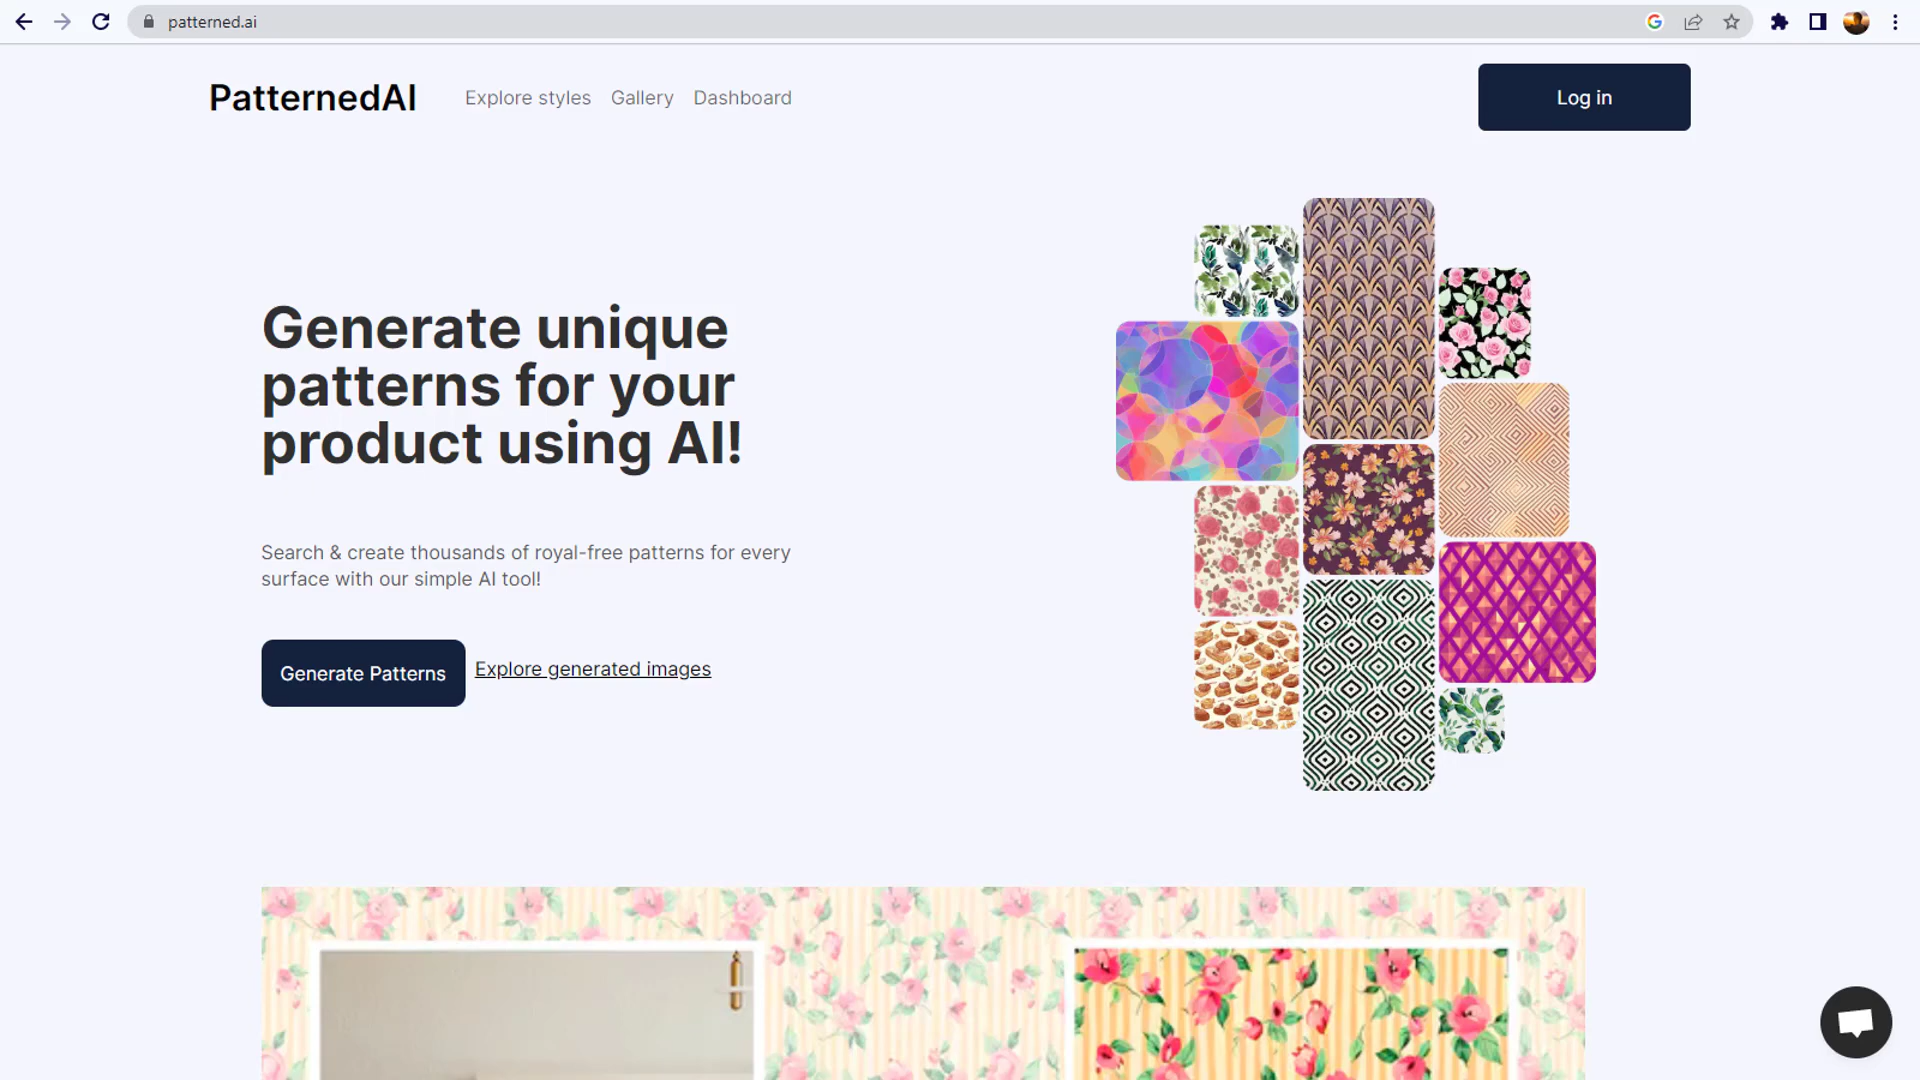 patterned.ai
PatternedAI
Explore styles
Gallery
Dashboard
Log in
Generate unique
patterns for your
product using AI!
Search & create thousands of royal-free patterns for every
surface with our simple AI tool!
Generate Patterns
Explore generated images